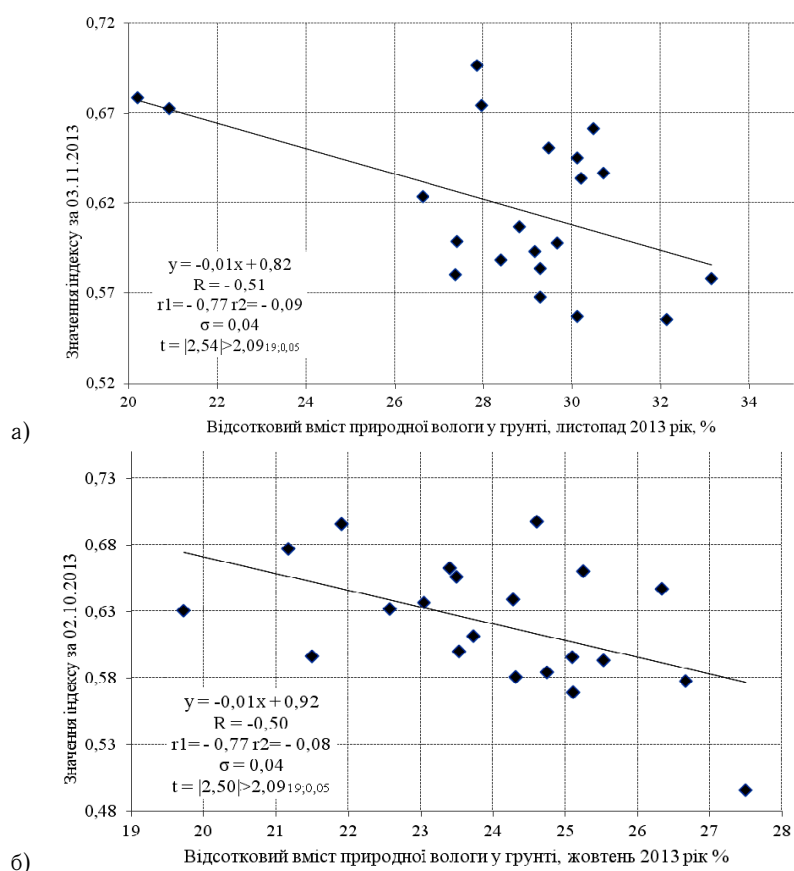 0,72
0,67
0,62
0,57
0,52
Значення індексу за 03.11.2013
y = -0,01x + 0,82
R = - 0,51
r1= - 0,77 r2= - 0,09
σ = 0,04
t = |2,54|>2,09 19;0,05
20 22 24 26 28 30 32 34
а)
Відсотковий вміст природної вологи у грунті, листопад 2013 рік, %
0,73
0,68
0,63
0,58
0,53
0,48
Значення індексу за 02.10.2013
y = -0,01x + 0,92
R = -0,50
r1= - 0,77 r2= - 0,08
σ = 0,04
t = |2,50|>2,09 19;0,05
19 20 21 22 23 24 25 26 27 28
б)
Відсотковий вміст природної вологи у грунті, жовтень 2013 рік %